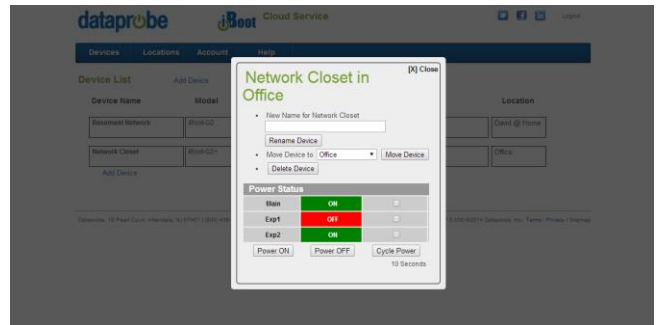 dataprobe iBoot Cloud Service Logout
Devices Locations Account Help
Device List Add Device
Device Name Model Location
Basement Network iBoot-G2 David @ Home
Network Closet iBoot-G2+ Office
Add Device
[X] Close
Network Closet in
Office
New Name for Network Closet
Rename Device
Move Device to Office Move Device
Delete Device
Power Status
Main ON
Exp1 OFF
Exp2 ON
Power ON Power OFF Cycle Power
10 Seconds